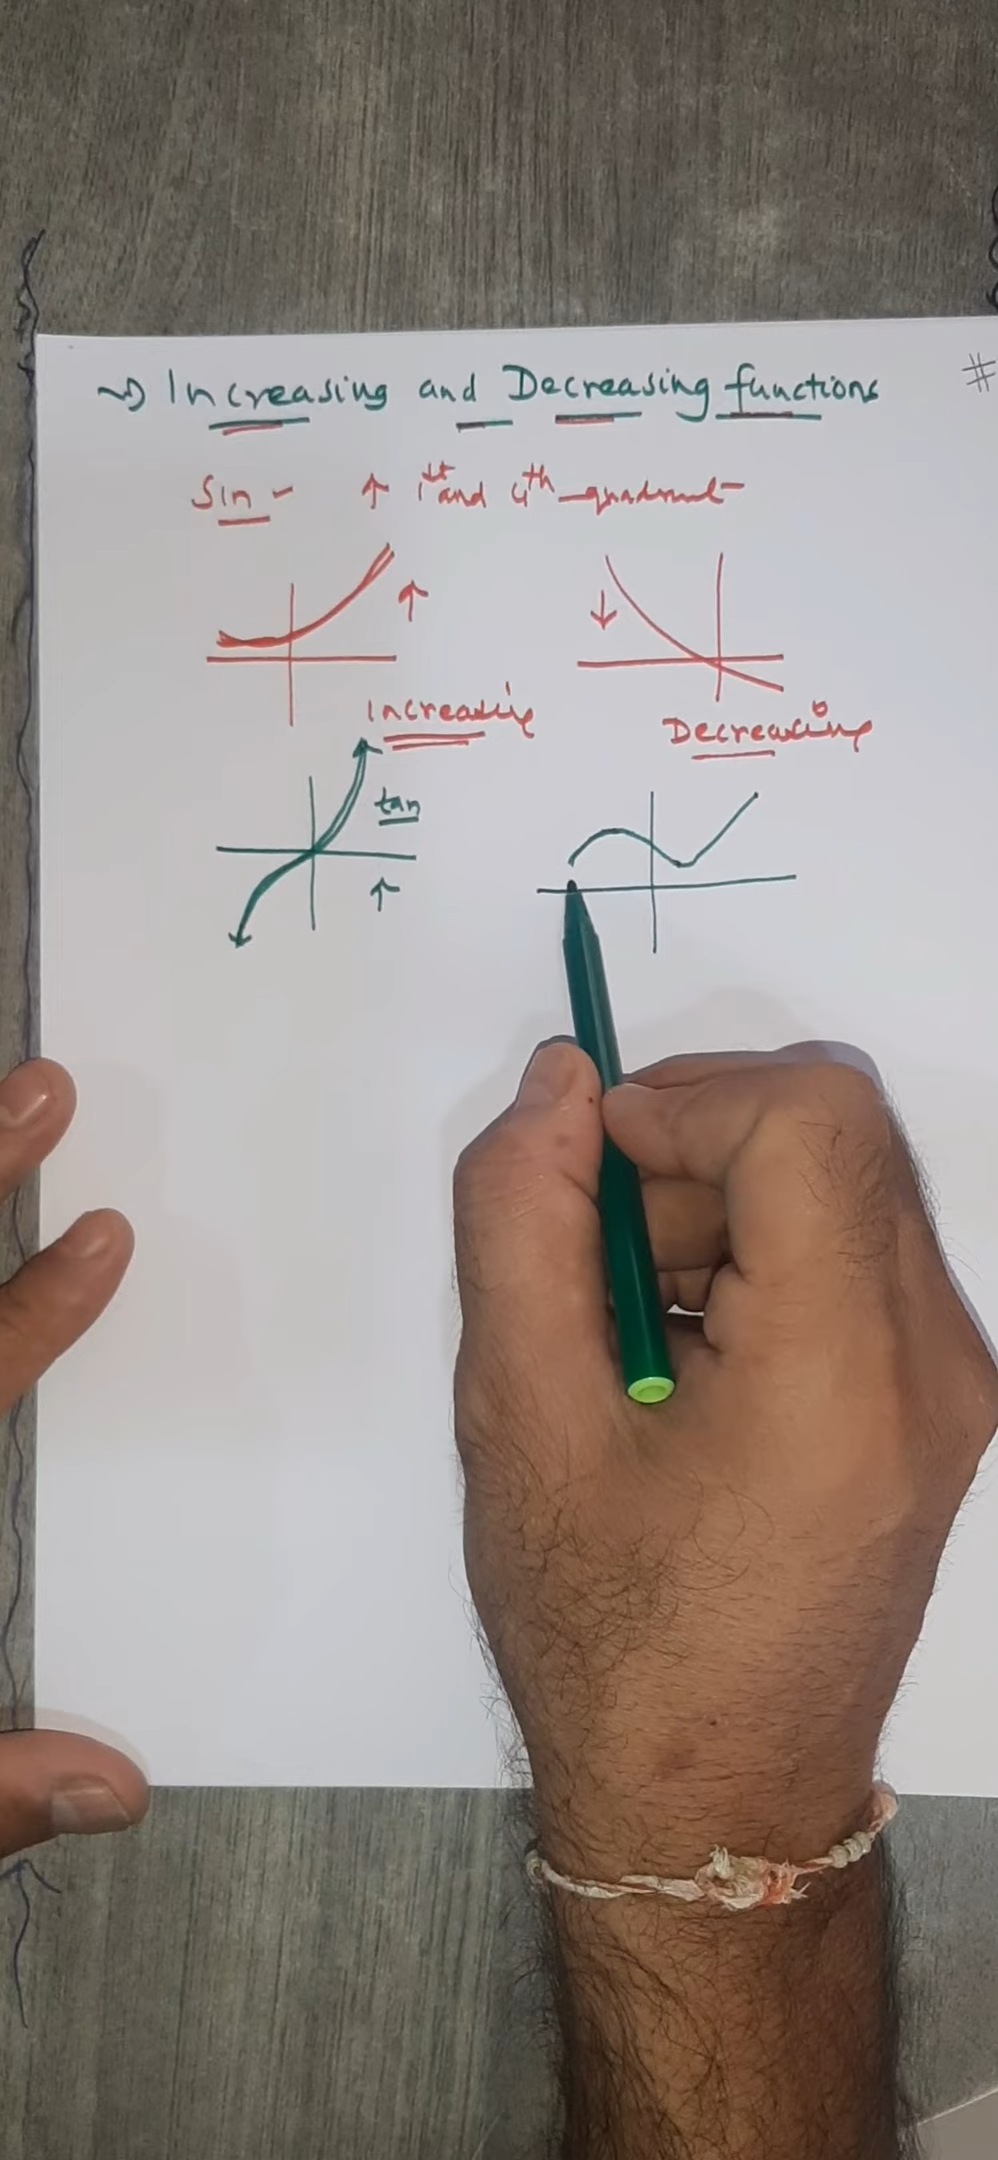 ~> Increasing and Decreasing functions
#
Sin - ↑ 1st and 4th quadrant
↑ ↓
Increasing Decreasing
tan
↑